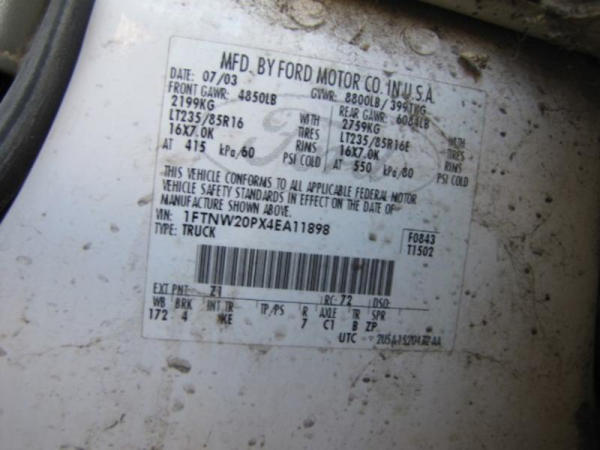 MFD. BY FORD MOTOR CO. IN U.S.A.
DATE: 07/03 GVWR: 8800LB/3991KG
FRONT GAWR: 4850LB REAR GAWR: 6084LB
2199KG WITH 2759KG WITH
LT235/85R16 TIRES LT235/85R16E TIRES
16X7.0K RIMS 16X7.0K RIMS
AT 415 kPa/60 PSI COLD AT 550 kPa/80 PSI COLD
THIS VEHICLE CONFORMS TO ALL APPLICABLE FEDERAL MOTOR
VEHICLE SAFETY STANDARDS IN EFFECT ON THE DATE OF
MANUFACTURE SHOWN ABOVE.
VIN: 1FTNW20PX4EA11898 F0843
TYPE: TRUCK T1502
EXT PNT: Z1 RC: 72 DSO:
WB BRK INT TR TP/PS R AXLE TR SPR
172 4 KE 7 C1 B ZP
UTC
Ford